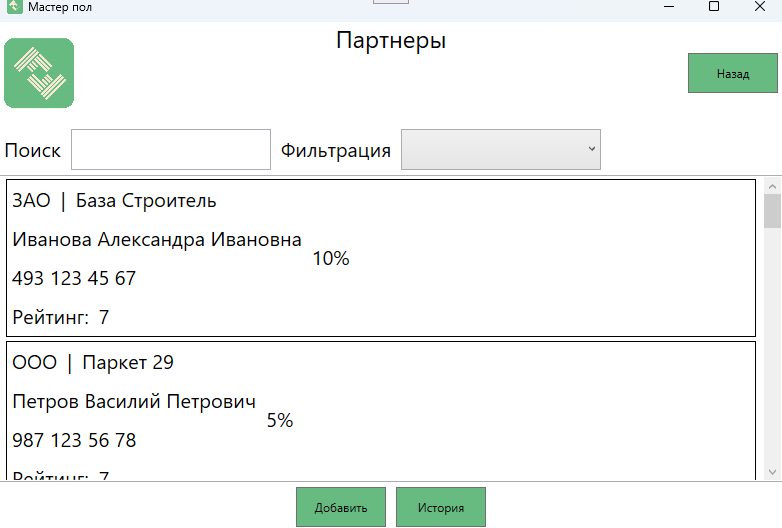 Мастер пол
Партнеры
Назад
Поиск
Фильтрация
ЗАО | База Строитель
Иванова Александра Ивановна
10%
493 123 45 67
Рейтинг: 7
ООО | Паркет 29
Петров Василий Петрович
5%
987 123 56 78
Рейтинг: 7
Добавить
История